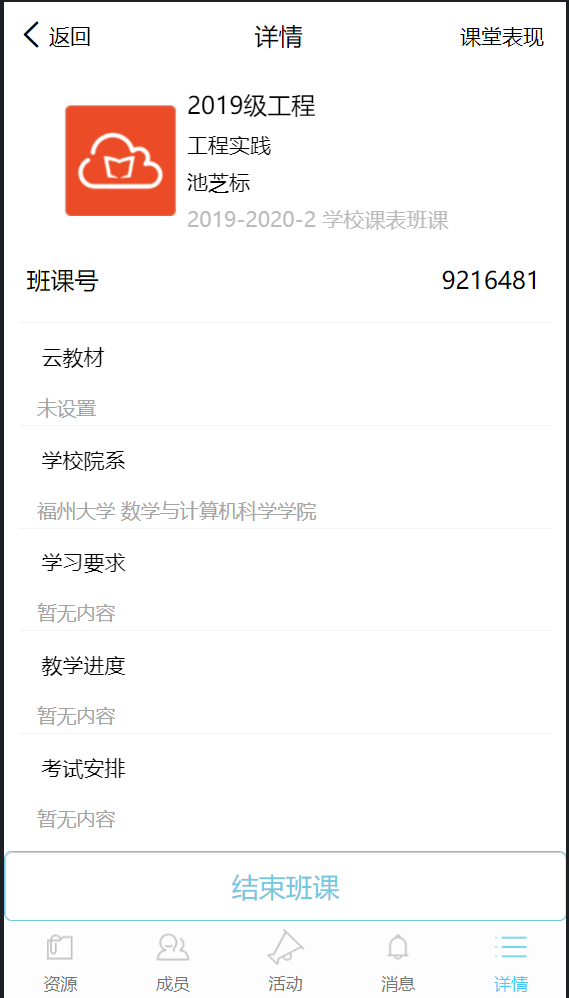 返回 详情 课堂表现
2019级工程
工程实践
池芝标
2019-2020-2 学校课表班课
班课号 9216481
云教材
未设置
学校院系
福州大学 数学与计算机科学学院
学习要求
暂无内容
教学进度
暂无内容
考试安排
暂无内容
结束班课
资源 成员 活动 消息 详情